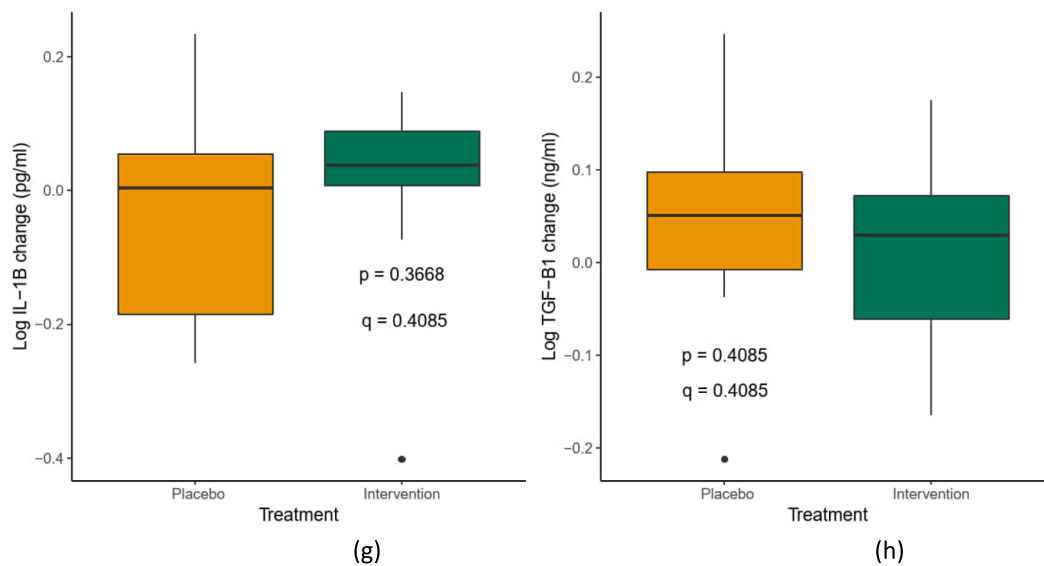 Log IL−1B change (pg/ml)
0.2
0.0
−0.2
−0.4
p = 0.3668
q = 0.4085
Placebo
Intervention
Treatment
(g)
Log TGF−B1 change (ng/ml)
0.2
0.1
0.0
−0.1
−0.2
p = 0.4085
q = 0.4085
Placebo
Intervention
Treatment
(h)